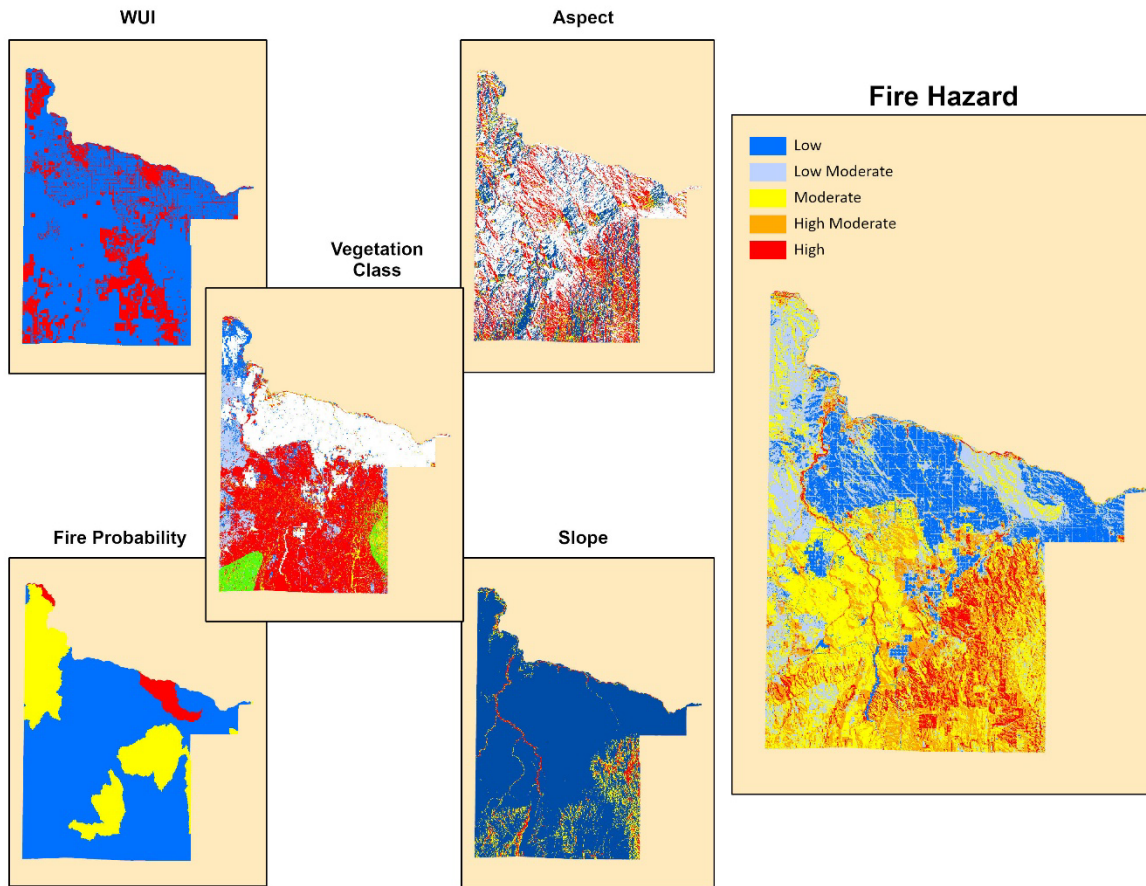 WUI
Aspect
Fire Hazard
Low
Low Moderate
Moderate
High Moderate
High
Vegetation
Class
Fire Probability
Slope